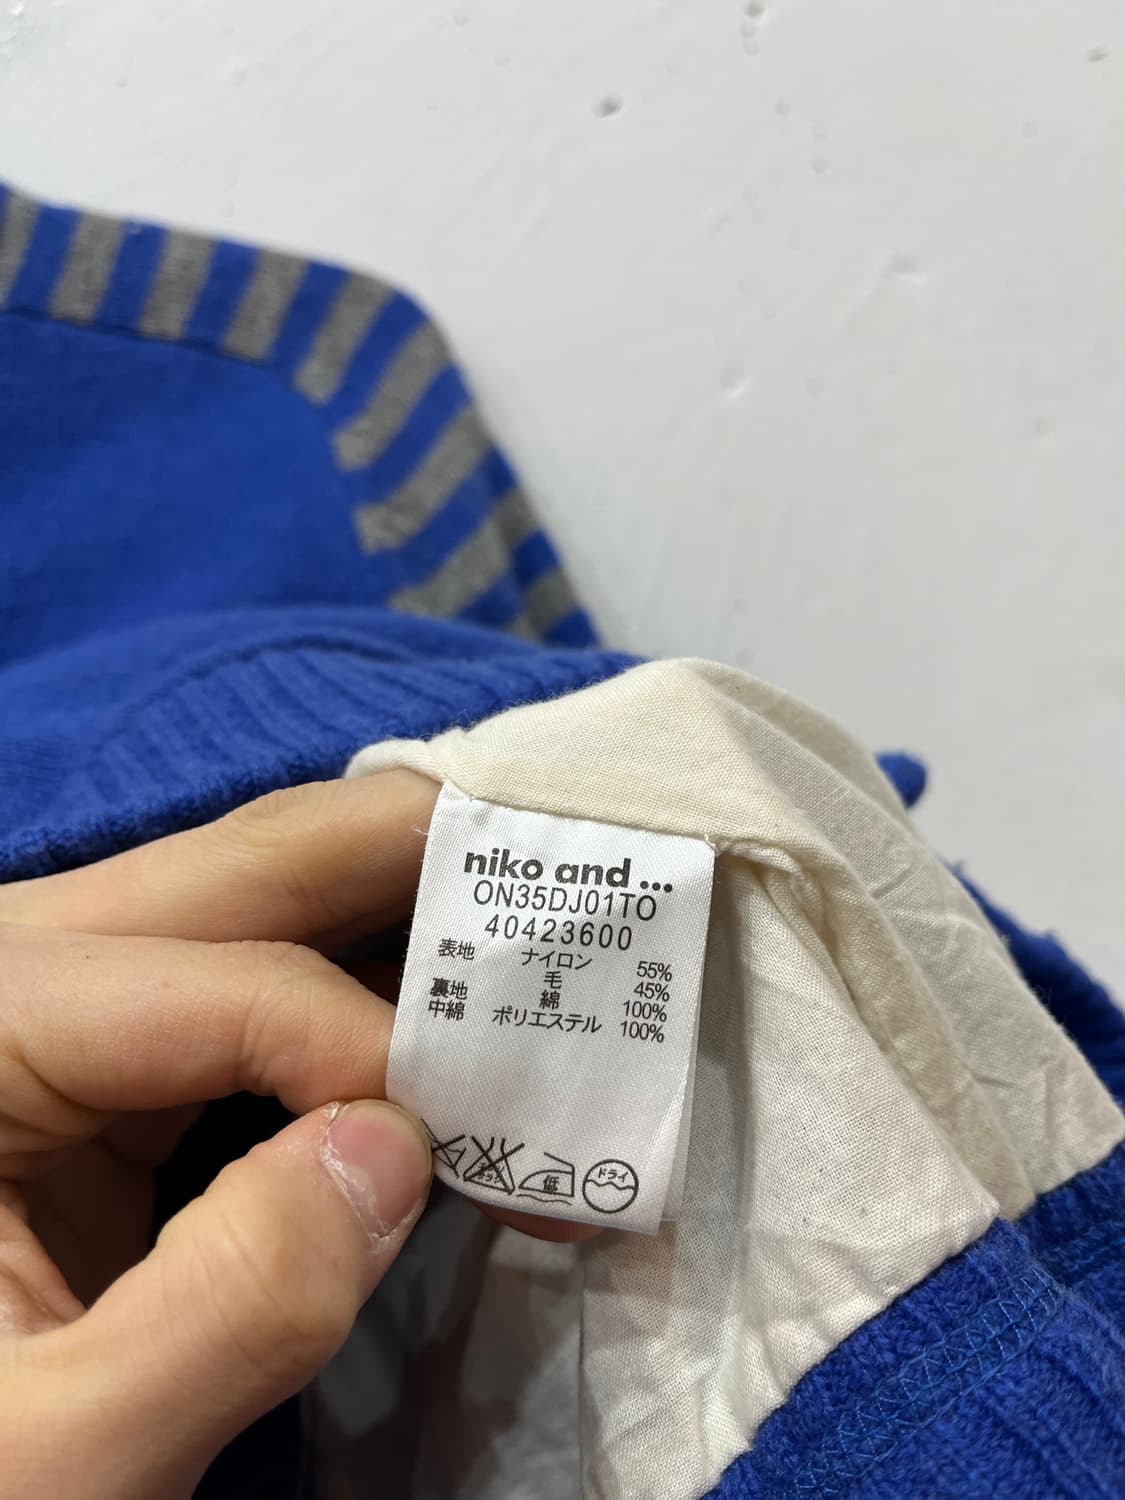 niko and ...
ON35DJ01TO
40423600
表地 ナイロン 55%
毛 45%
裏地 綿 100%
中綿 ポリエステル 100%
低 ドライ